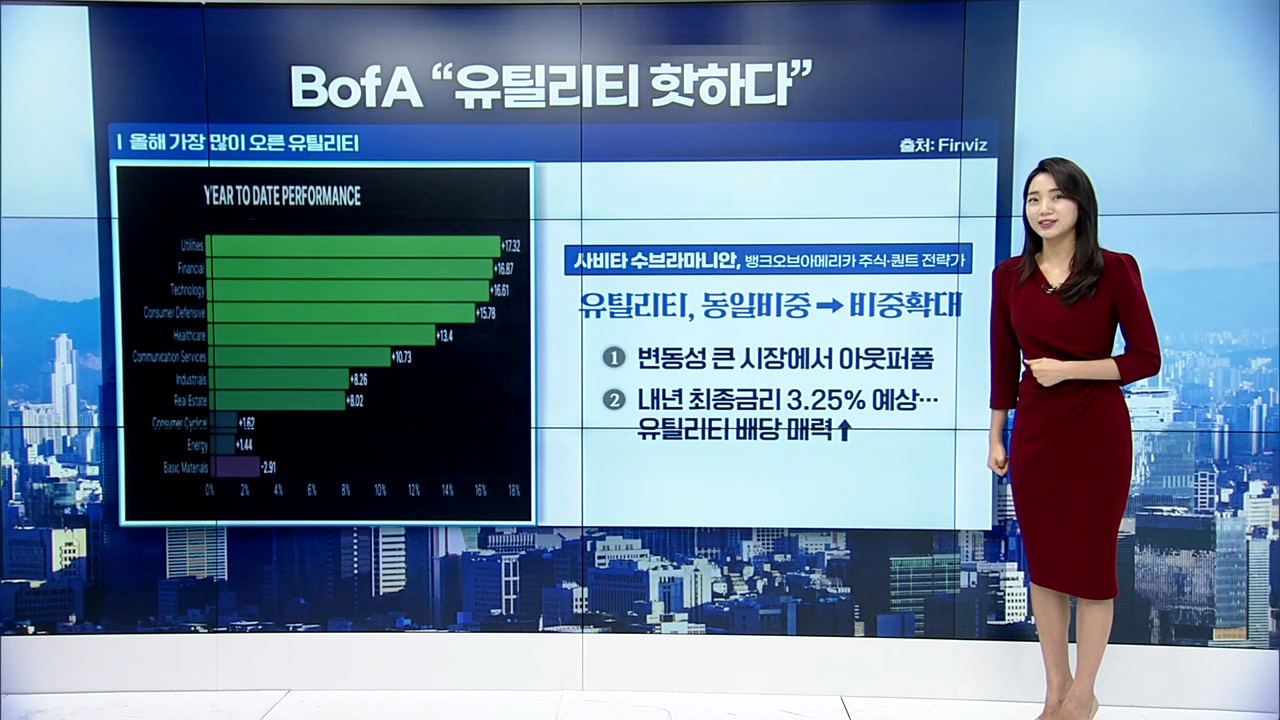 BofA “유틸리티 핫하다”
올해 가장 많이 오른 유틸리티
출처: Finviz
YEAR TO DATE PERFORMANCE
Utilities +17.32
Financial +16.87
Technology +16.61
Consumer Defensive +15.78
Healthcare +13.4
Communication Services +10.73
Industrials +8.26
Real Estate +8.02
Consumer Cyclical +1.62
Energy +1.44
Basic Materials -2.91
0% 2% 4% 6% 8% 10% 12% 14% 16% 18%
사비타 수브라마니안, 뱅크오브아메리카 주식·퀀트 전략가
유틸리티, 동일비중 ➡ 비중확대
① 변동성 큰 시장에서 아웃퍼폼
② 내년 최종금리 3.25% 예상…
유틸리티 배당 매력⬆